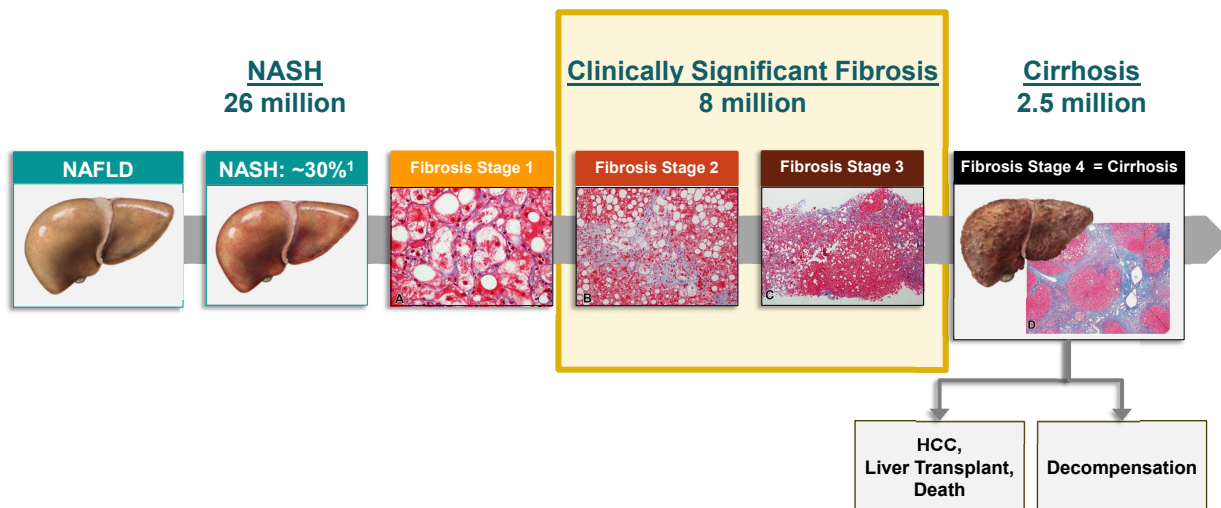 NASH
26 million
Clinically Significant Fibrosis
8 million
Cirrhosis
2.5 million
NAFLD
NASH: ~30%¹
Fibrosis Stage 1
Fibrosis Stage 2
Fibrosis Stage 3
Fibrosis Stage 4 = Cirrhosis
A
B
C
D
HCC,
Liver Transplant,
Death
Decompensation